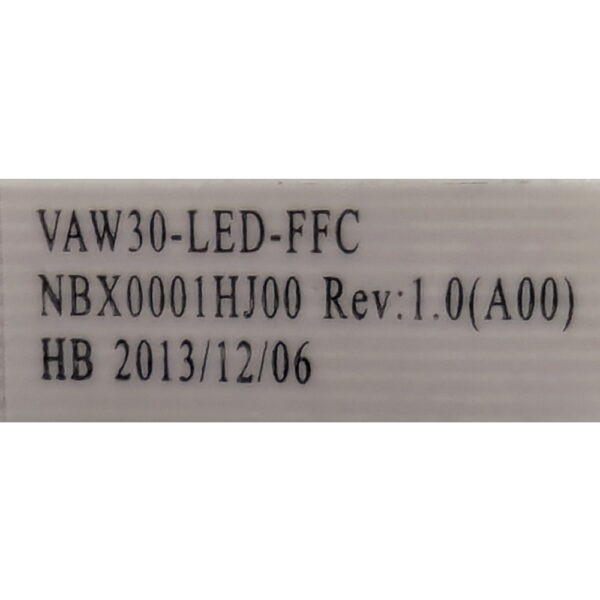 VAW30-LED-FFC
NBX0001HJ00 Rev:1.0(A00)
HB 2013/12/06